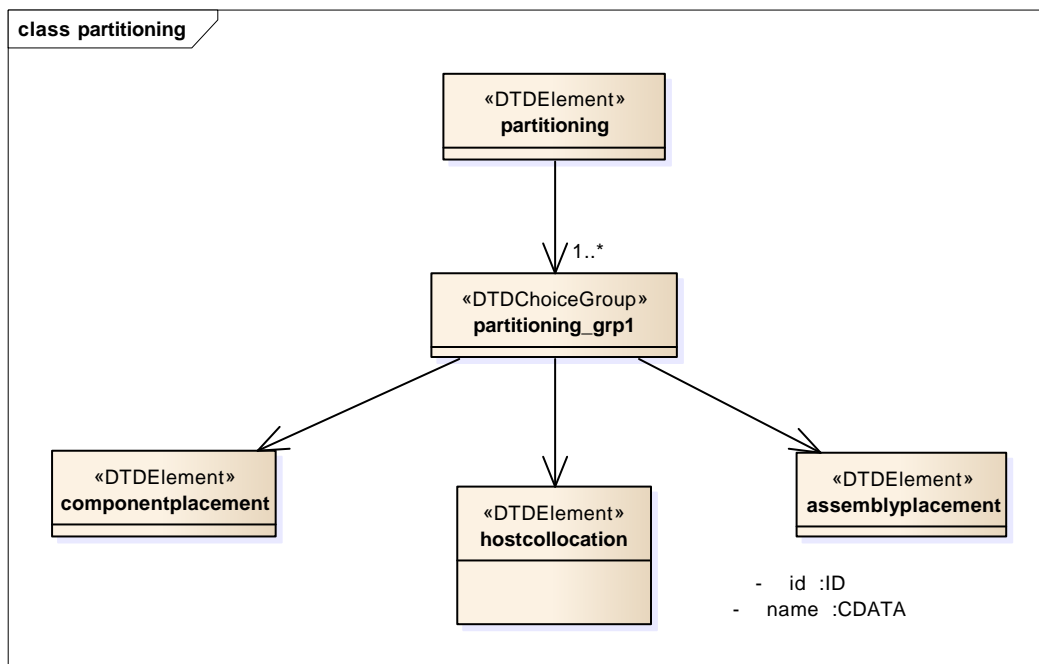 class partitioning
«DTDElement»
partitioning
1..*
«DTDChoiceGroup»
partitioning_grp1
«DTDElement»
componentplacement
«DTDElement»
hostcollocation
«DTDElement»
assemblyplacement
- id :ID
- name :CDATA